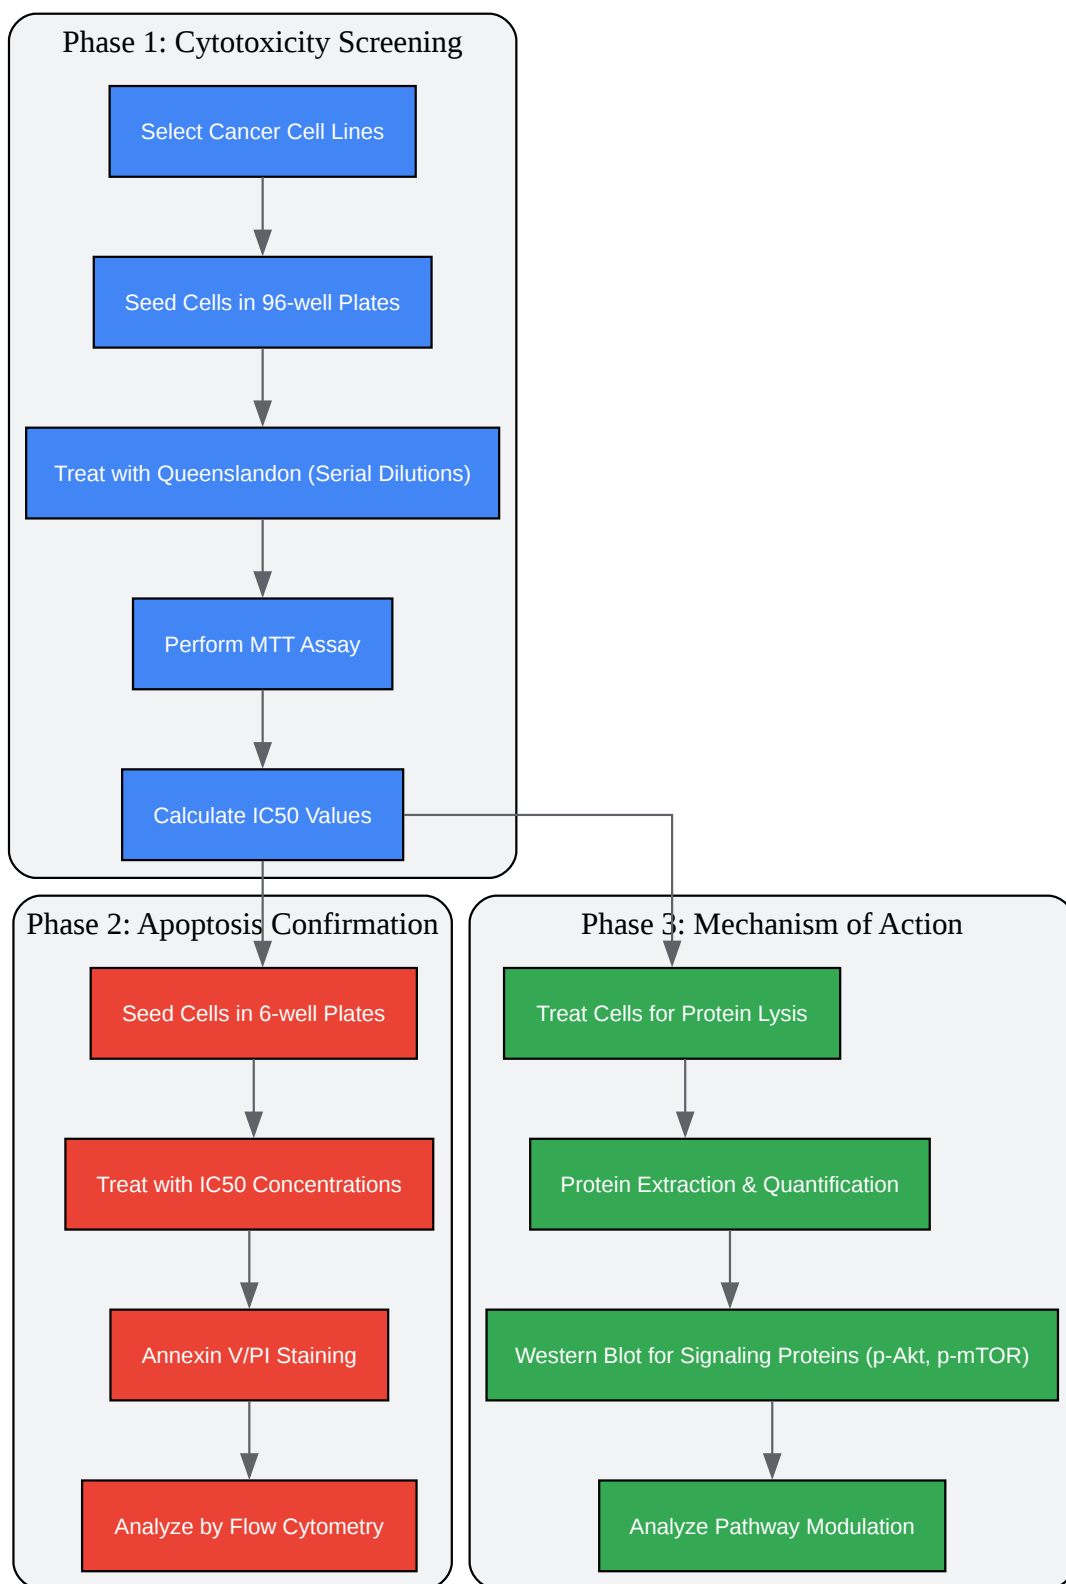 Phase 1: Cytotoxicity Screening
Select Cancer Cell Lines
Seed Cells in 96-well Plates
Treat with Queenslandon (Serial Dilutions)
Perform MTT Assay
Calculate IC50 Values
Phase 2: Apoptosis Confirmation
Seed Cells in 6-well Plates
Treat with IC50 Concentrations
Annexin V/PI Staining
Analyze by Flow Cytometry
Phase 3: Mechanism of Action
Treat Cells for Protein Lysis
Protein Extraction & Quantification
Western Blot for Signaling Proteins (p-Akt, p-mTOR)
Analyze Pathway Modulation